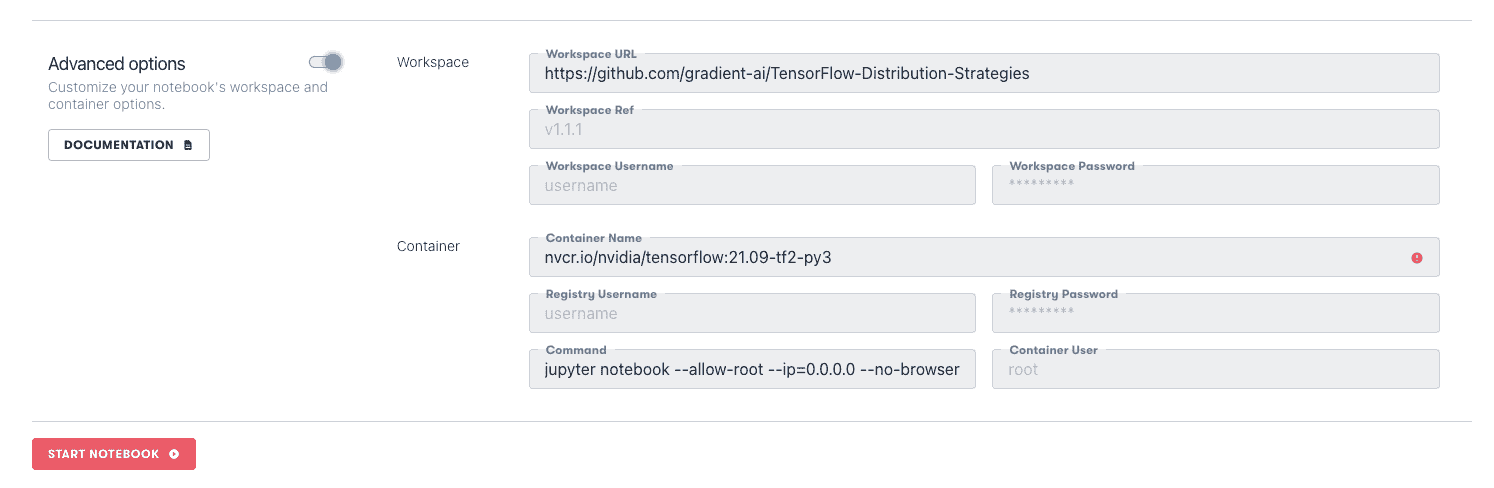 Advanced options
Customize your notebook's workspace and
container options.
DOCUMENTATION
Workspace
Workspace URL
https://github.com/gradient-ai/TensorFlow-Distribution-Strategies
Workspace Ref
v1.1.1
Workspace Username
username
Workspace Password
*********
Container
Container Name
nvcr.io/nvidia/tensorflow:21.09-tf2-py3
Registry Username
username
Registry Password
*********
Command
jupyter notebook --allow-root --ip=0.0.0.0 --no-browser
Container User
root
START NOTEBOOK